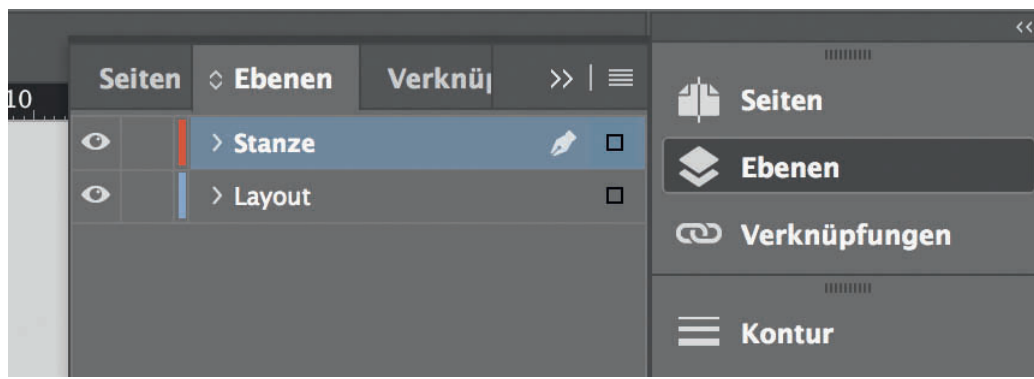 10
Seiten Ebenen Verknü
Stanze
Layout
Seiten
Ebenen
Verknüpfungen
Kontur